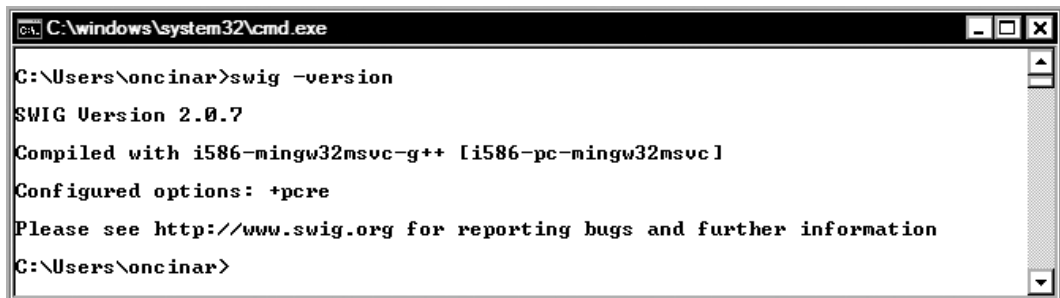 C:\windows\system32\cmd.exe
C:\Users\oncinar>swig -version
SWIG Version 2.0.7
Compiled with i586-mingw32msvc-g++ [i586-pc-mingw32msvc]
Configured options: +pcre
Please see http://www.swig.org for reporting bugs and further information
C:\Users\oncinar>